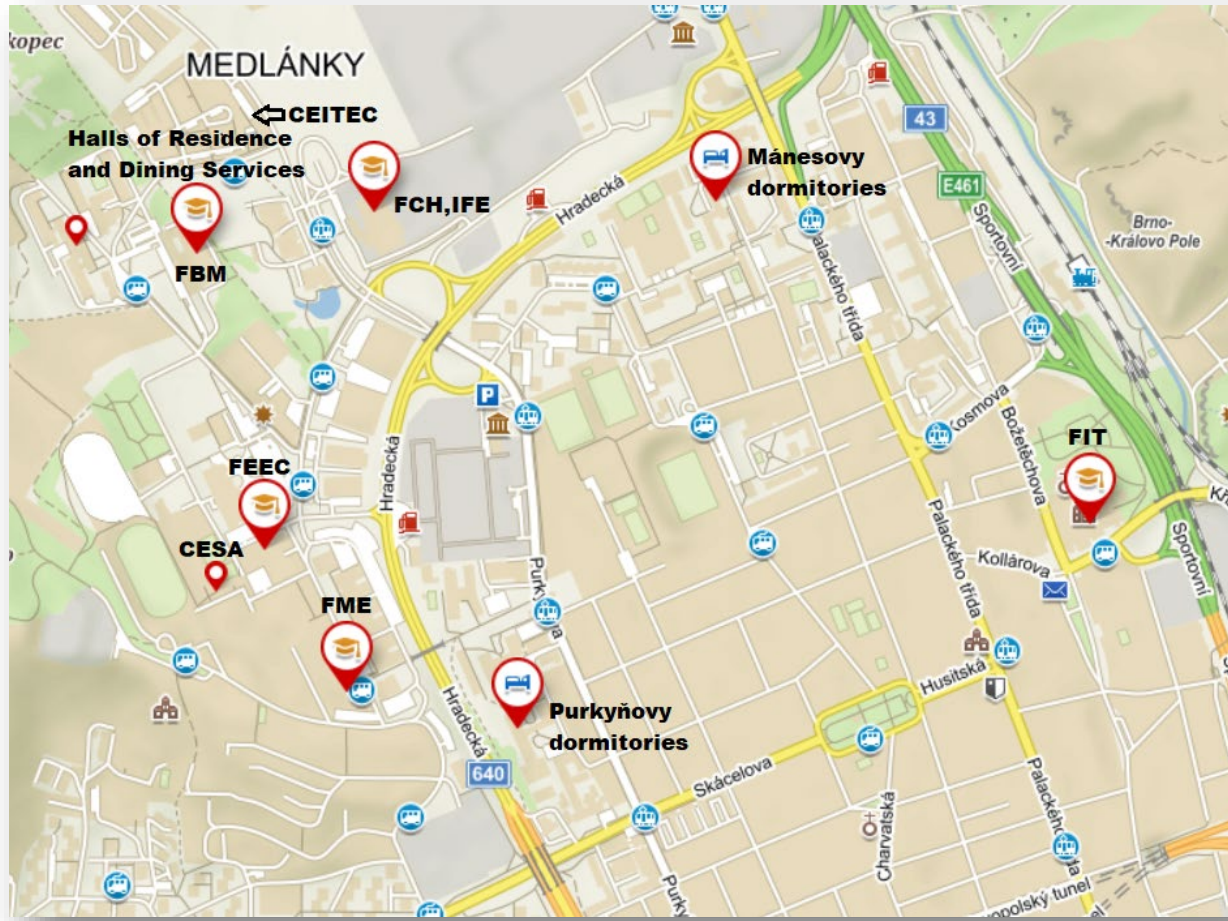 kopec
MEDLÁNKY
CEITEC
Halls of Residence
and Dining Services
FCH,IFE
FBM
Hradecká
Mánesovy
dormitories
43
E461
Sportovní
Brno-
-Královo Pole
Palackého třída
P
Kosmova
Božetěchova
FIT
Hradecká
FEEC
CESA
Palackého třída
Kollárova
Sportovní
FME
Husitská
Purkyňovy
dormitories
Hradecká
640
Skácelova
Charvatská